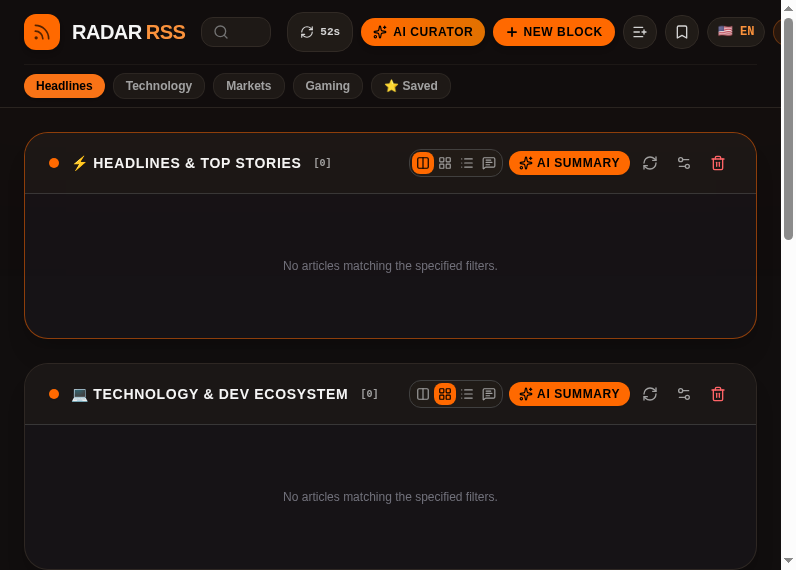 RADAR RSS
52s
AI CURATOR
NEW BLOCK
EN
Headlines
Technology
Markets
Gaming
⭐ Saved
⚡ HEADLINES & TOP STORIES [0]
AI SUMMARY
No articles matching the specified filters.
💻 TECHNOLOGY & DEV ECOSYSTEM [0]
AI SUMMARY
No articles matching the specified filters.